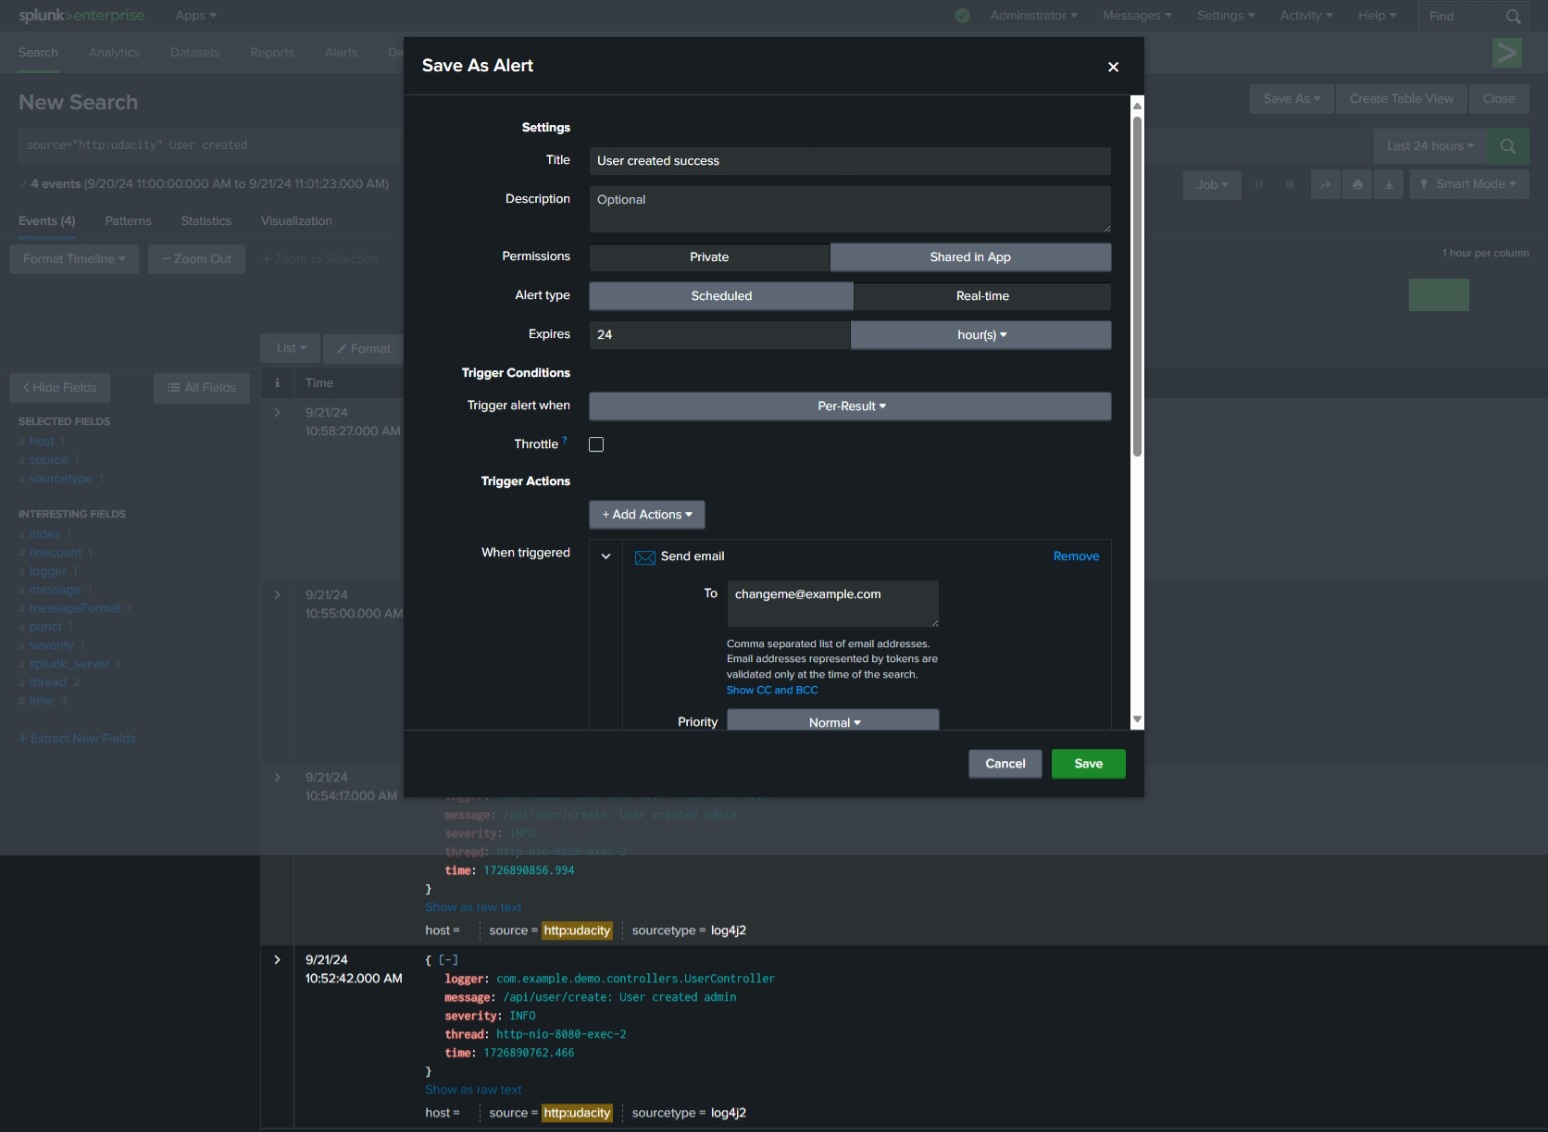 splunk>enterprise Apps ▾ Administrator ▾ Messages ▾ Settings ▾ Activity ▾ Help ▾ Find
Search Analytics Datasets Reports Alerts Da
New Search
Save As ▾ Create Table View Close
source="http:udacity" User created
Last 24 hours ▾
✓ 4 events (9/20/24 11:00:00.000 AM to 9/21/24 11:01:23.000 AM)
Job ▾ Smart Mode ▾
Events (4) Patterns Statistics Visualization
Format Timeline ▾ — Zoom Out + Zoom to Selection
1 hour per column
List ▾ Format
< Hide Fields All Fields
i Time
SELECTED FIELDS
a host 1
a source 1
a sourcetype 1
INTERESTING FIELDS
a index 1
# linecount 1
a logger 1
a message 1
a messageFormat 1
a punct 1
a severity 1
a splunk_server 1
a thread 2
# time 4
+ Extract New Fields
9/21/24
10:58:27.000 AM
9/21/24
10:55:00.000 AM
9/21/24
10:54:17.000 AM
Save As Alert
Settings
Title User created success
Description Optional
Permissions Private Shared in App
Alert type Scheduled Real-time
Expires 24 hour(s) ▾
Trigger Conditions
Trigger alert when Per-Result ▾
Throttle ?
Trigger Actions
+ Add Actions ▾
When triggered Send email Remove
To changeme@example.com
Comma separated list of email addresses.
Email addresses represented by tokens are
validated only at the time of the search.
Show CC and BCC
Priority Normal ▾
Cancel Save
message: /api/user/create: User created admin
severity: INFO
thread: http-nio-8080-exec-2
time: 1726890856.994
}
Show as raw text
host = source = http:udacity sourcetype = log4j2
9/21/24
10:52:42.000 AM
{ [-]
logger: com.example.demo.controllers.UserController
message: /api/user/create: User created admin
severity: INFO
thread: http-nio-8080-exec-2
time: 1726890762.466
}
Show as raw text
host = source = http:udacity sourcetype = log4j2